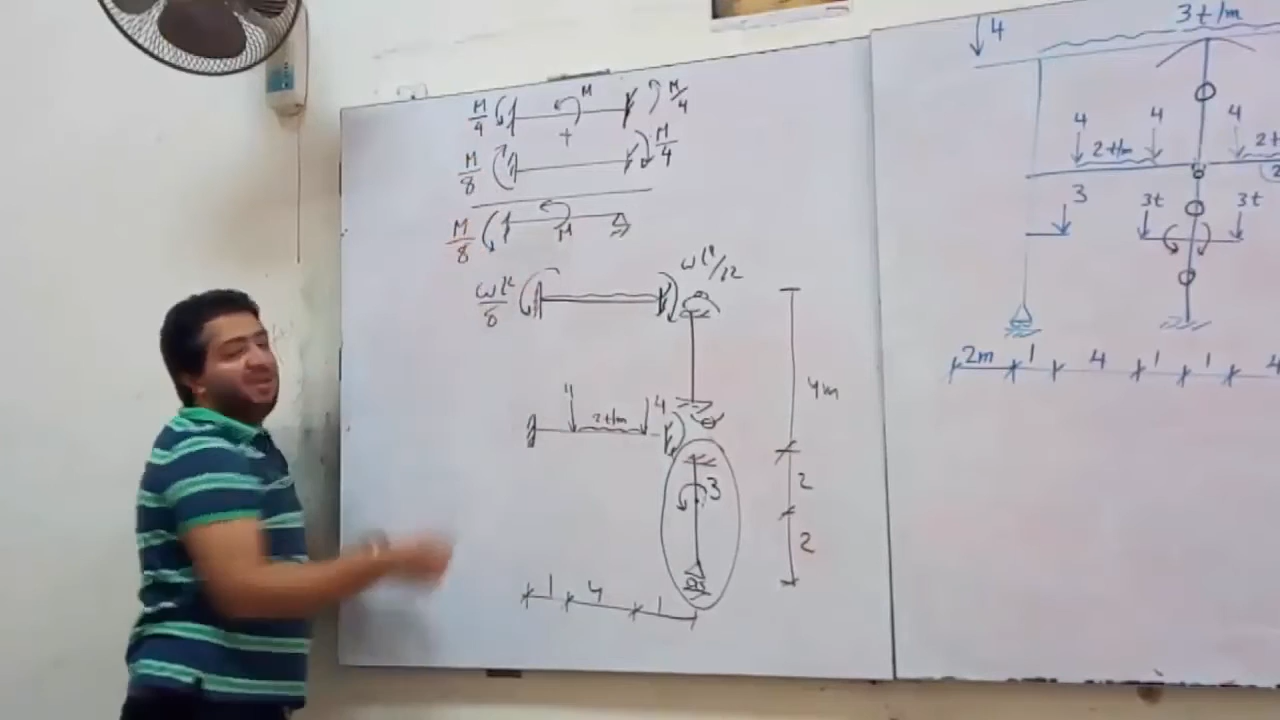 M/4 M M/4
+
M/8 M/4
M/8 M
wl²/8 wl²/12
4 2t/m 4
4m
3
2
2
1 4 1
4 3t/m
4 4 4
2t/m
3 3t 3t
2m 1 4 1 1 4